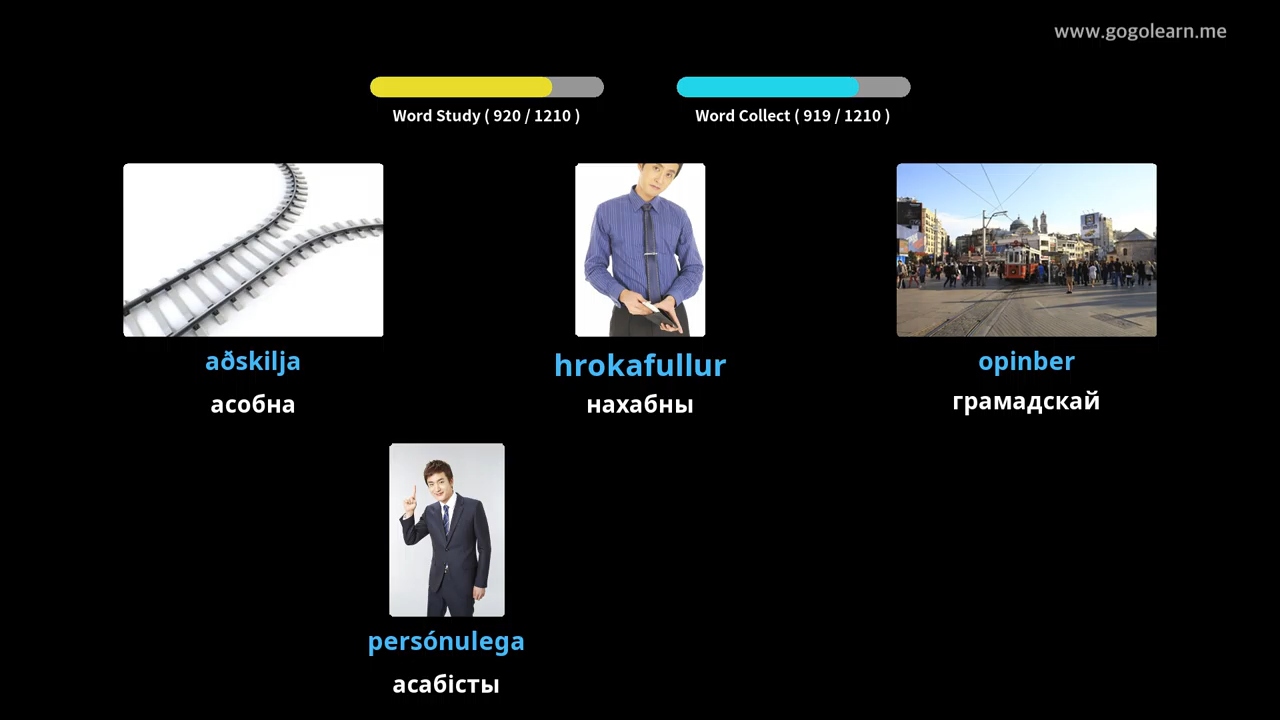 www.gogolearn.me
Word Study ( 920 / 1210 )
Word Collect ( 919 / 1210 )
aðskilja
асобна
hrokafullur
нахабны
opinber
грамадскай
persónulega
асабісты